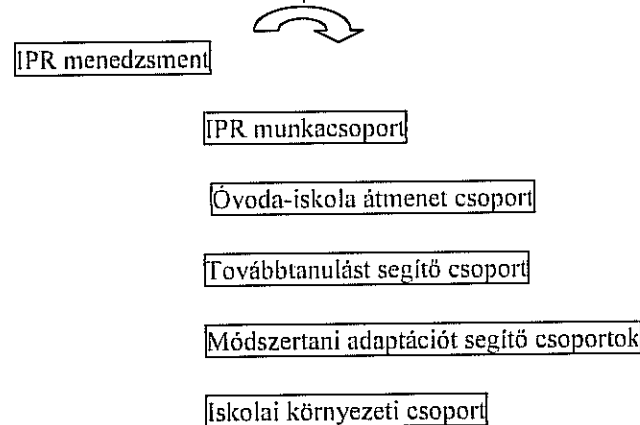 IPR menedzsment
IPR munkacsoport
Óvoda-iskola átmenet csoport
Továbbtanulást segítő csoport
Módszertani adaptációt segítő csoportok
Iskolai környezeti csoport